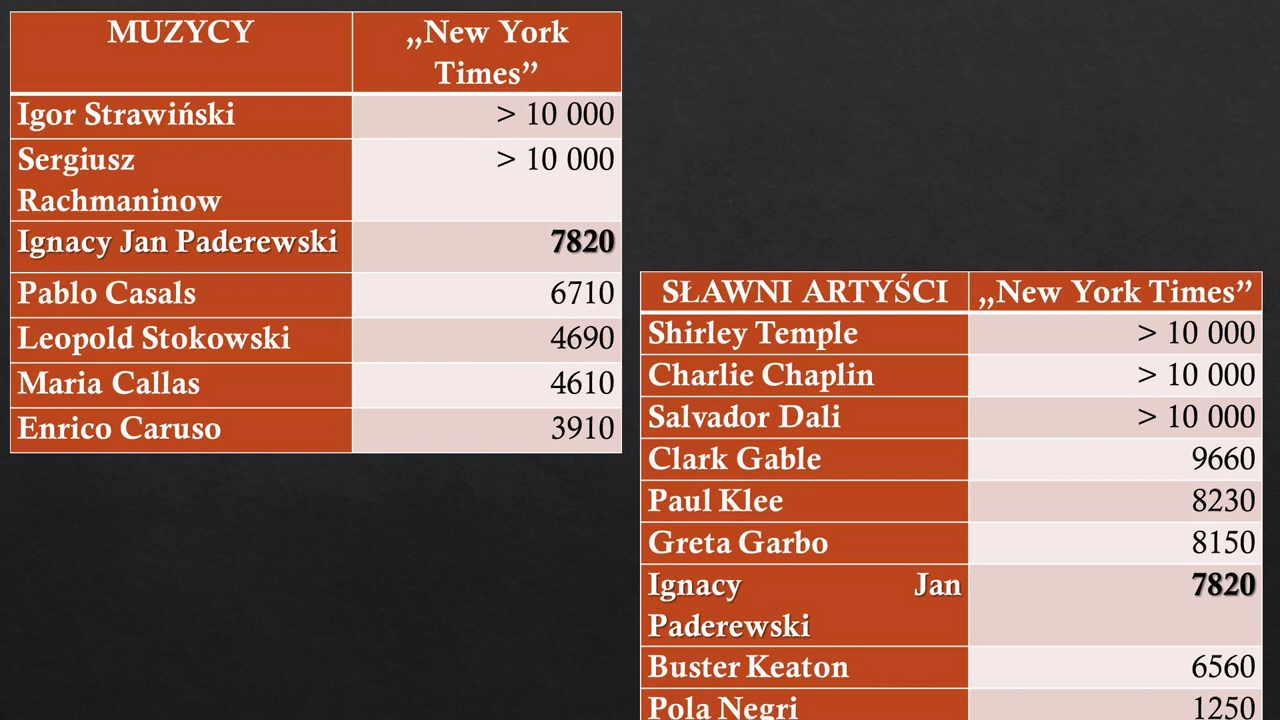 MUZYCY „New York
Times”
Igor Strawiński > 10 000
Sergiusz > 10 000
Rachmaninow
Ignacy Jan Paderewski 7820
Pablo Casals 6710
Leopold Stokowski 4690
Maria Callas 4610
Enrico Caruso 3910
SŁAWNI ARTYŚCI „New York Times”
Shirley Temple > 10 000
Charlie Chaplin > 10 000
Salvador Dali > 10 000
Clark Gable 9660
Paul Klee 8230
Greta Garbo 8150
Ignacy Jan 7820
Paderewski
Buster Keaton 6560
Pola Negri 1250